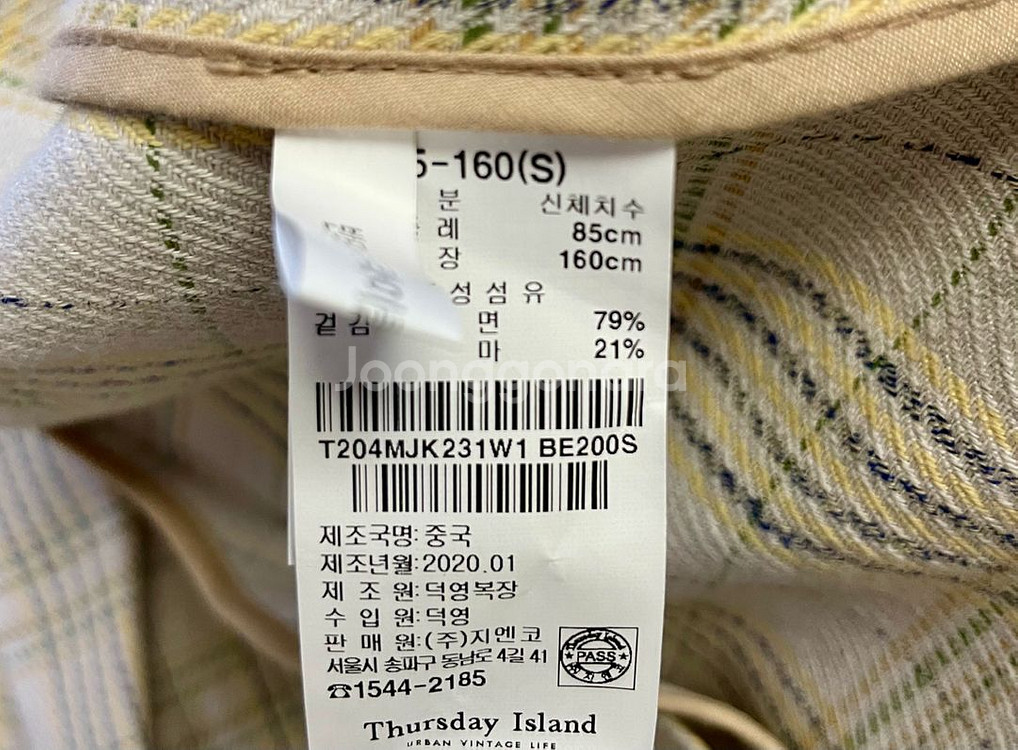 5-160(S)
분 신체치수
레 85cm
장 160cm
성 섬 유
겉 감 면 79%
마 21%
Joonggonara
T204MJK231W1 BE200S
제조국명: 중국
제조년월: 2020.01
제 조 원: 덕영복장
수 입 원: 덕영
판 매 원: (주)지엔코
서울시 송파구 동남로 4길 41
☎1544-2185
PASS
Thursday Island
URBAN VINTAGE LIFE